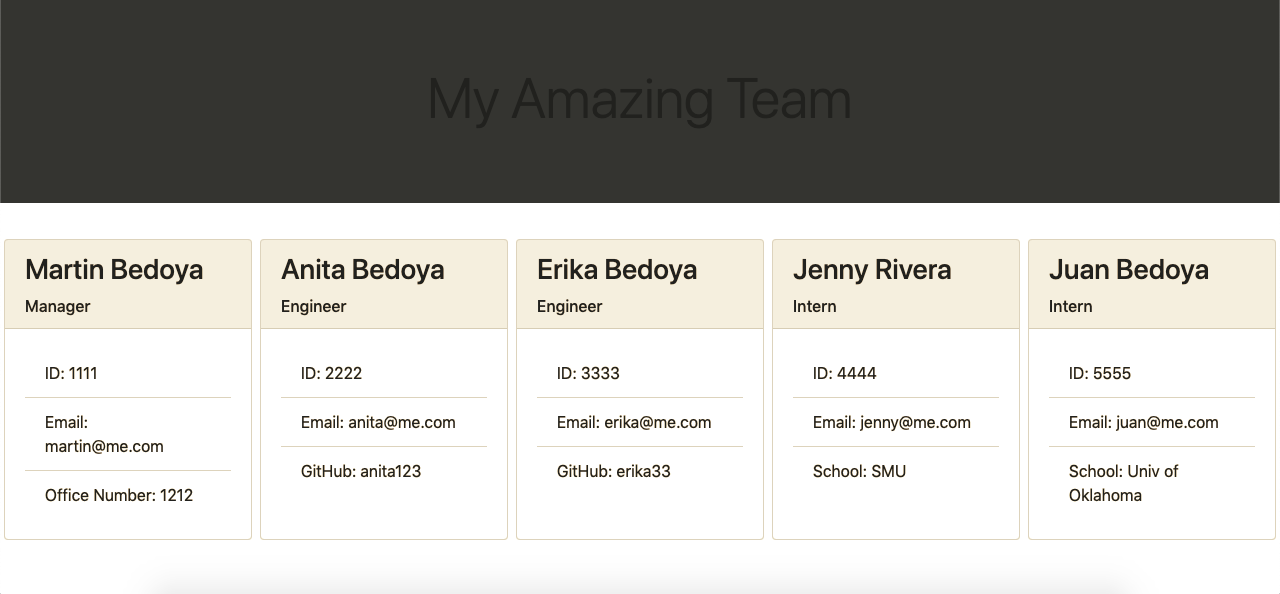 My Amazing Team
Martin Bedoya
Manager
ID: 1111
Email:
martin@me.com
Office Number: 1212
Anita Bedoya
Engineer
ID: 2222
Email: anita@me.com
GitHub: anita123
Erika Bedoya
Engineer
ID: 3333
Email: erika@me.com
GitHub: erika33
Jenny Rivera
Intern
ID: 4444
Email: jenny@me.com
School: SMU
Juan Bedoya
Intern
ID: 5555
Email: juan@me.com
School: Univ of
Oklahoma